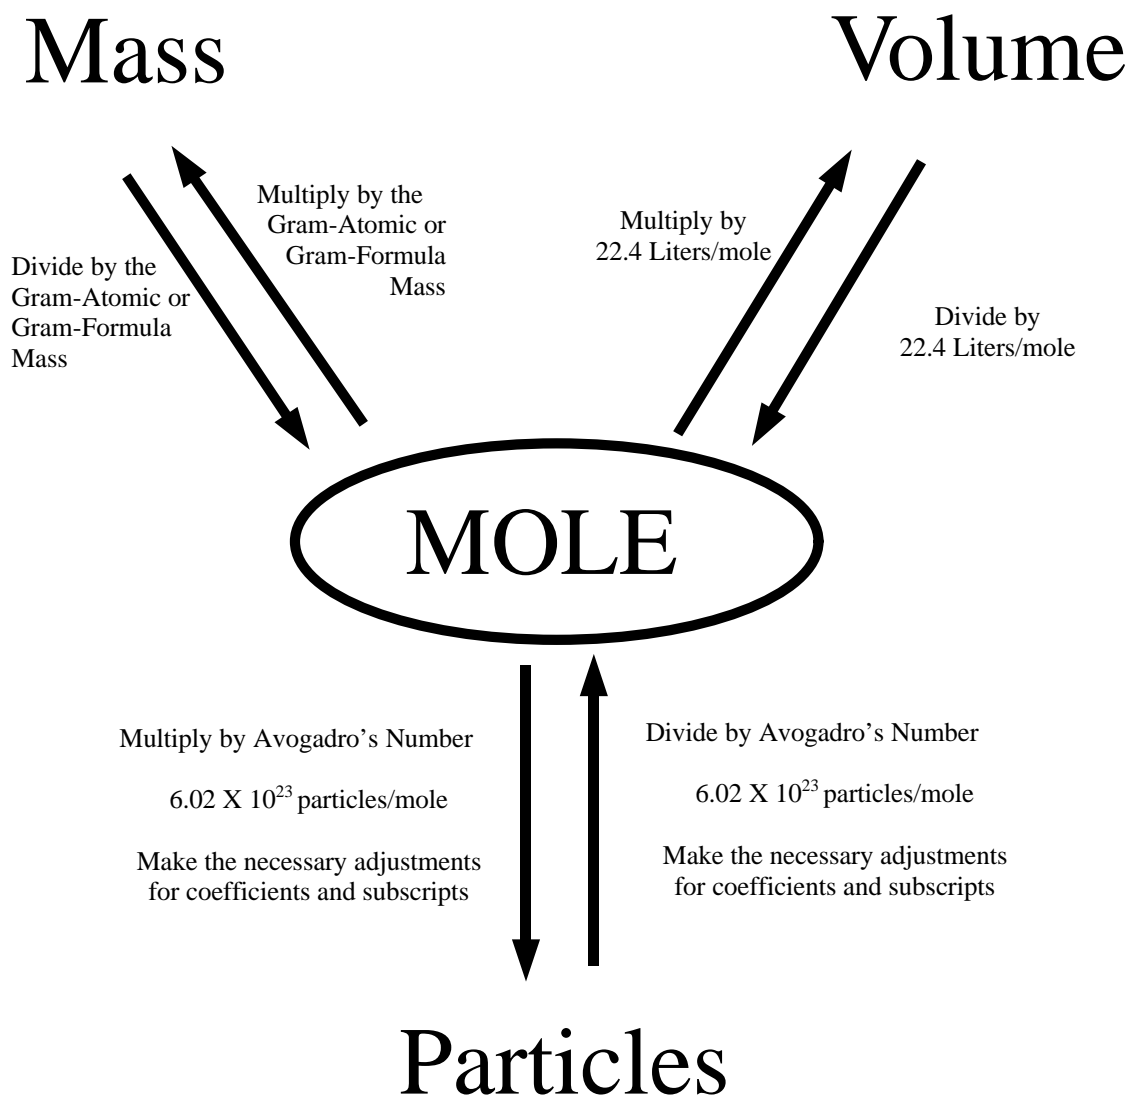 Mass
Volume
Multiply by the
Gram-Atomic or
Gram-Formula
Mass
Divide by the
Gram-Atomic or
Gram-Formula
Mass
Multiply by
22.4 Liters/mole
Divide by
22.4 Liters/mole
MOLE
Multiply by Avogadro’s Number
6.02 X 10²³ particles/mole
Make the necessary adjustments
for coefficients and subscripts
Divide by Avogadro’s Number
6.02 X 10²³ particles/mole
Make the necessary adjustments
for coefficients and subscripts
Particles